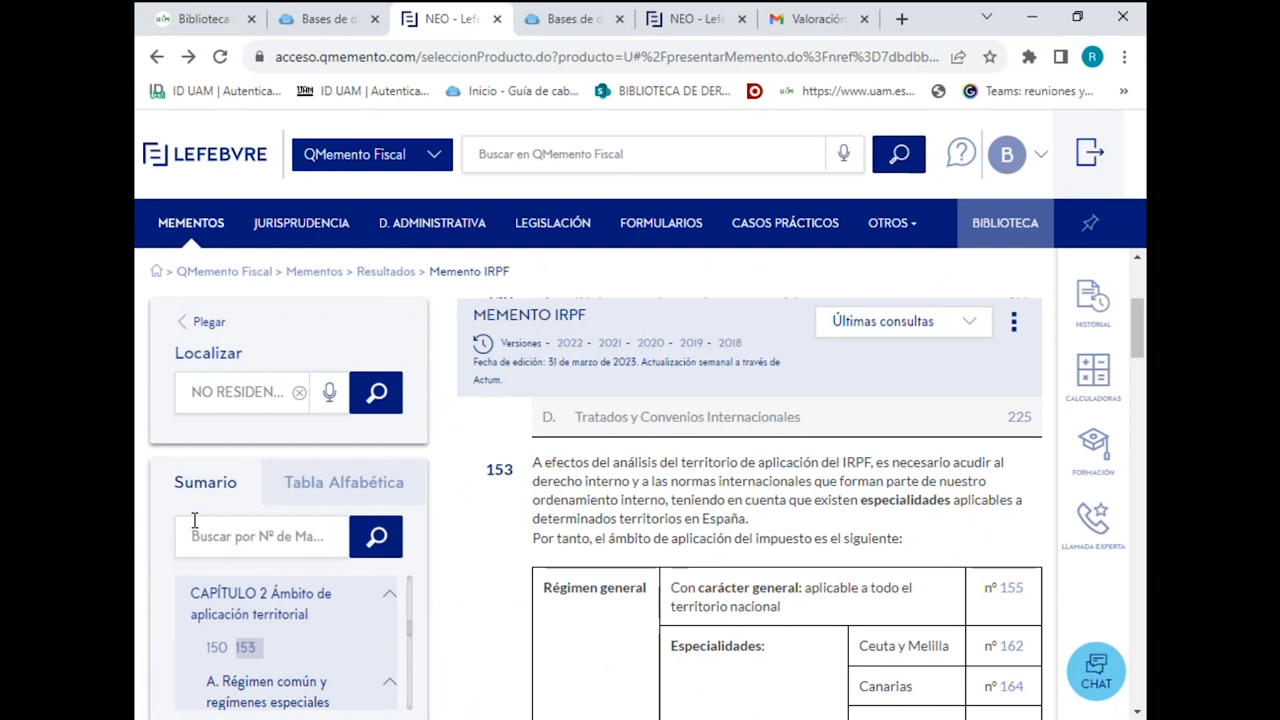 Biblioteca
Bases de d
NEO - Lefe
Bases de d
NEO - Lefe
Valoración
acceso.qmemento.com/seleccionProducto.do?producto=U#%2FpresentarMemento.do%3Fnref%3D7dbdbb...
R
ID UAM | Autentica...
ID UAM | Autentica...
Inicio - Guía de cab...
BIBLIOTECA DE DER...
https://www.uam.es...
Teams: reuniones y...
»
LEFEBVRE
QMemento Fiscal
Buscar en QMemento Fiscal
B
MEMENTOS
JURISPRUDENCIA
D. ADMINISTRATIVA
LEGISLACIÓN
FORMULARIOS
CASOS PRÁCTICOS
OTROS
BIBLIOTECA
> QMemento Fiscal > Mementos > Resultados > Memento IRPF
Plegar
Localizar
NO RESIDEN...
Sumario
Tabla Alfabética
Buscar por Nº de Ma...
CAPÍTULO 2 Ámbito de
aplicación territorial
150 153
A. Régimen común y
regímenes especiales
MEMENTO IRPF
Versiones - 2022 - 2021 - 2020 - 2019 - 2018
Fecha de edición: 31 de marzo de 2023. Actualización semanal a través de
Actum.
Últimas consultas
D. Tratados y Convenios Internacionales 225
153 A efectos del análisis del territorio de aplicación del IRPF, es necesario acudir al
derecho interno y a las normas internacionales que forman parte de nuestro
ordenamiento interno, teniendo en cuenta que existen especialidades aplicables a
determinados territorios en España.
Por tanto, el ámbito de aplicación del impuesto es el siguiente:
Régimen general
Con carácter general: aplicable a todo el
territorio nacional
nº 155
Especialidades:
Ceuta y Melilla
nº 162
Canarias
nº 164
HISTORIAL
CALCULADORAS
FORMACIÓN
LLAMADA EXPERTA
CHAT